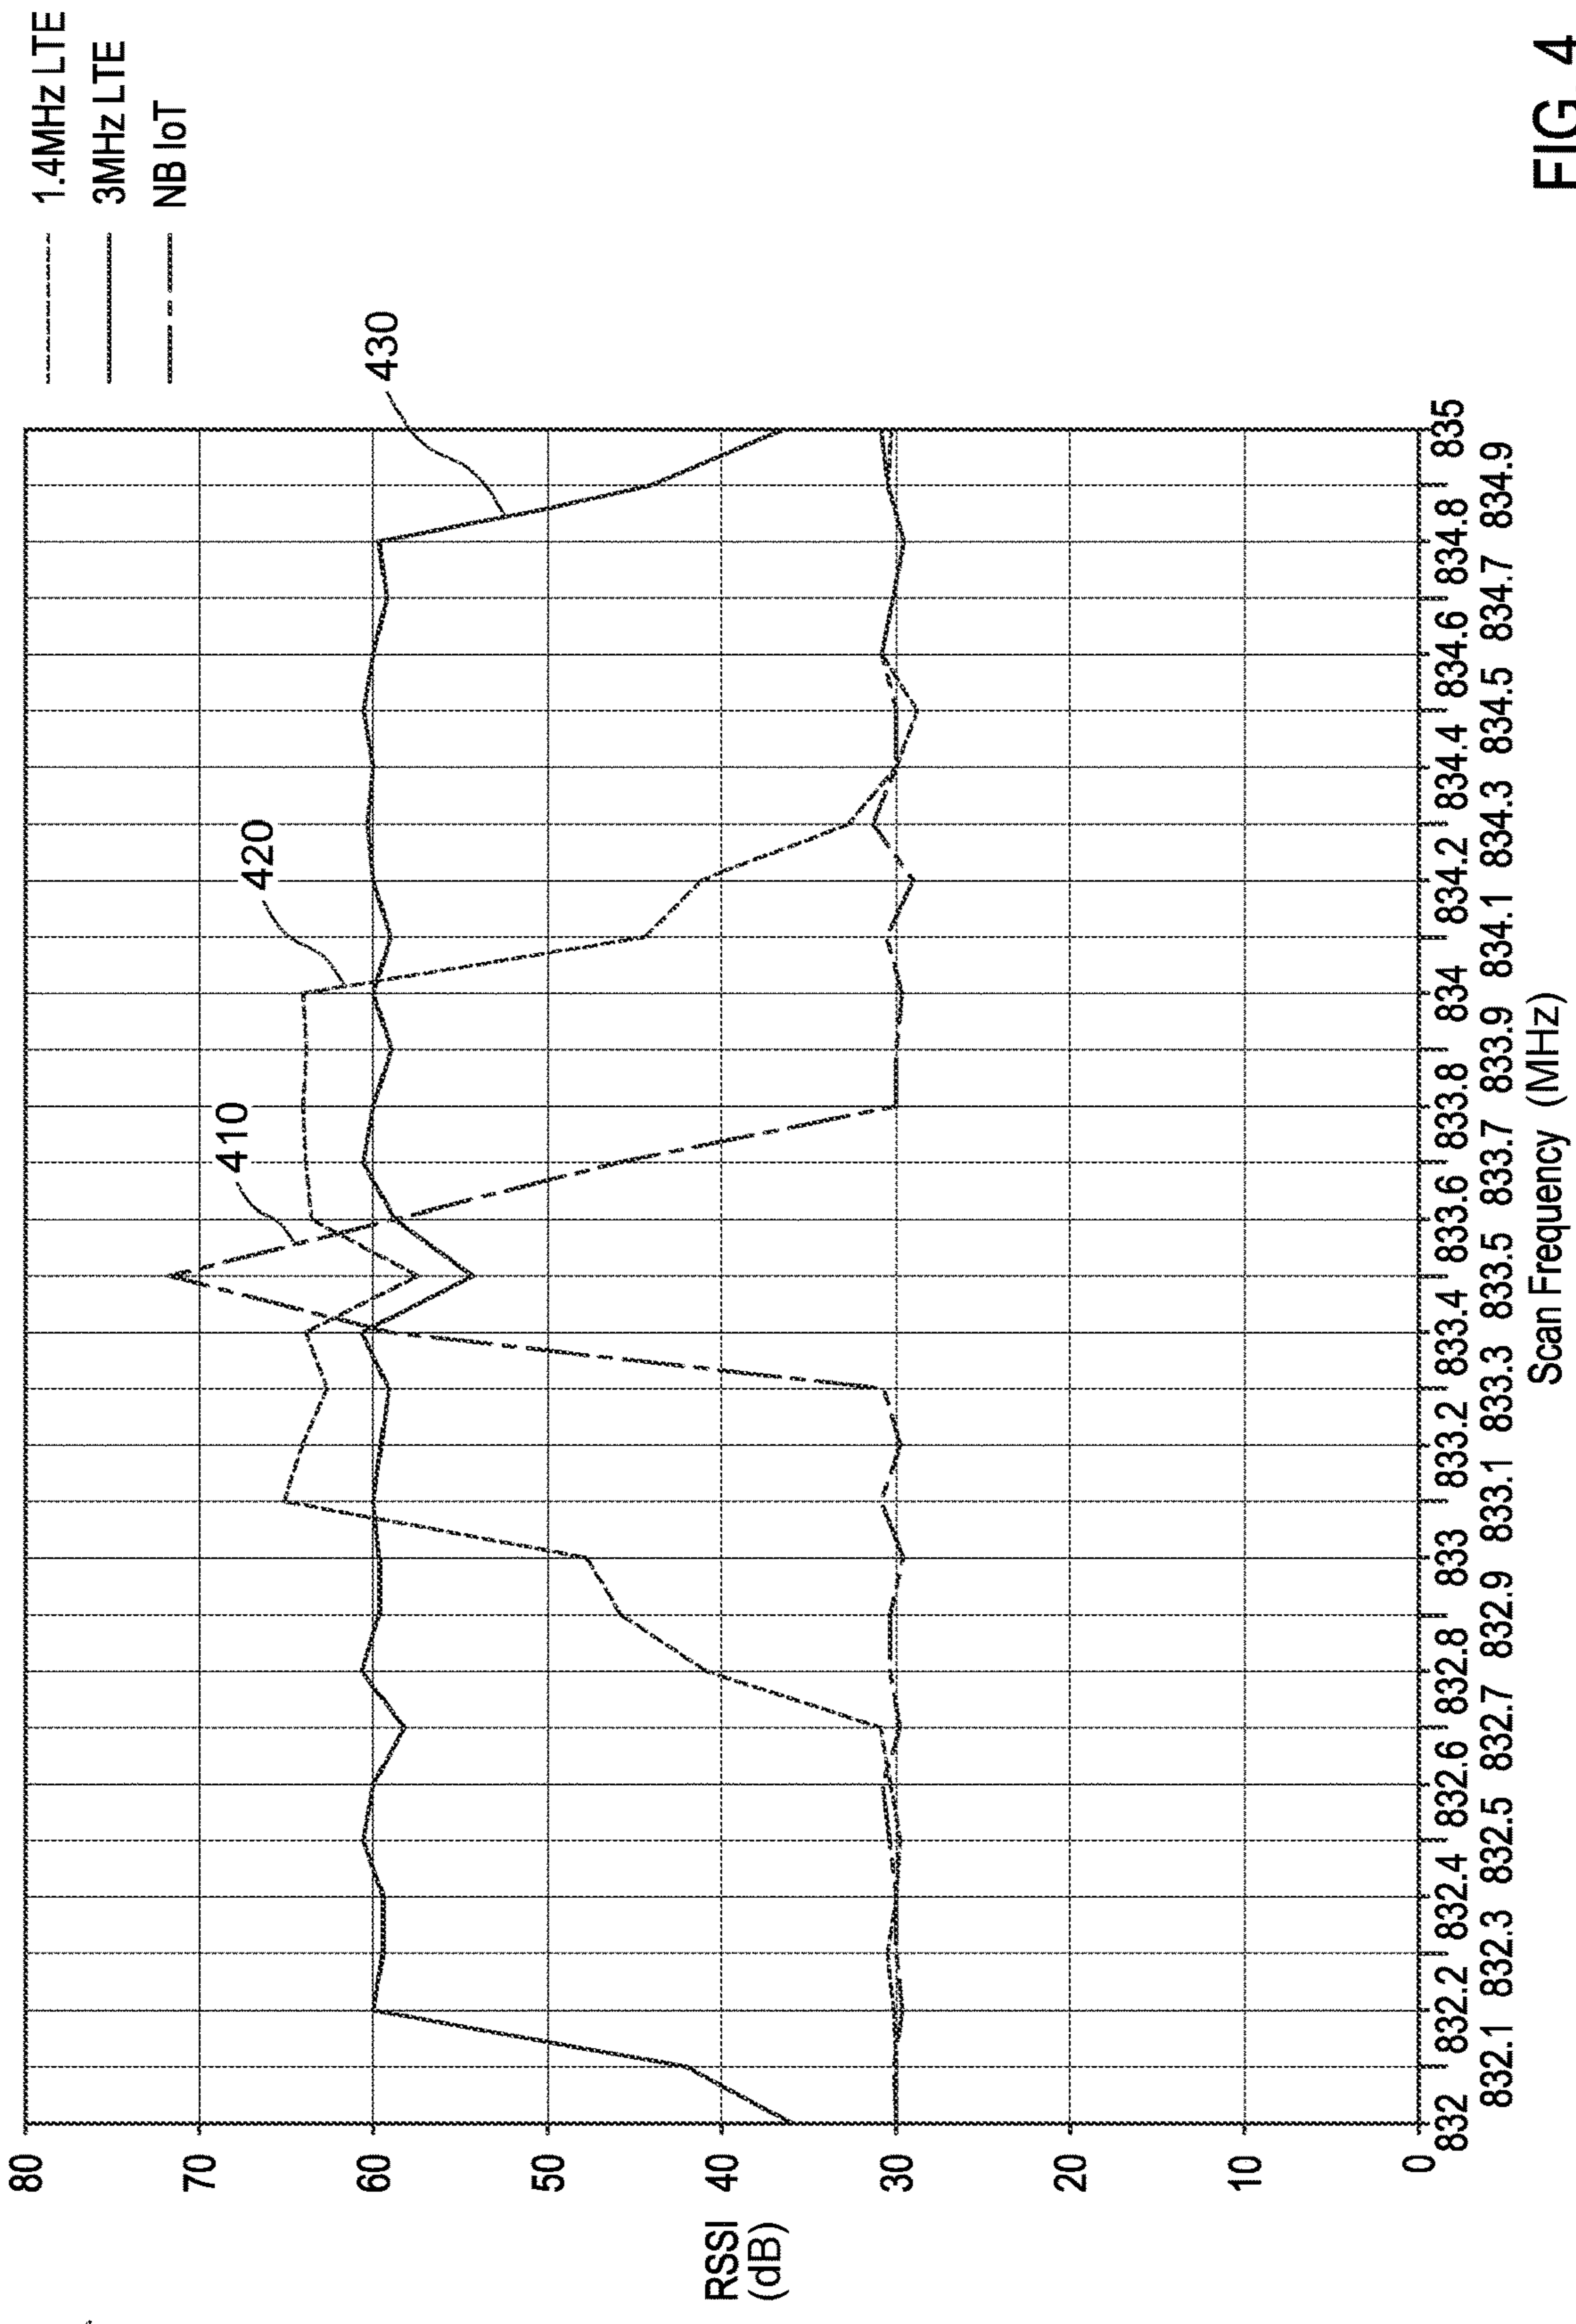 1.4MHz LTE
3MHz LTE
NB IoT
RSSI
(dB)
80
70
60
50
40
30
20
10
0
410
420
430
832 832.2 832.4 832.6 832.8 833 833.2 833.4 833.6 833.8 834 834.2 834.4 834.6 834.8 835
832.1 832.3 832.5 832.7 832.9 833.1 833.3 833.5 833.7 833.9 834.1 834.3 834.5 834.7 834.9
Scan Frequency (MHz)
FIG. 4